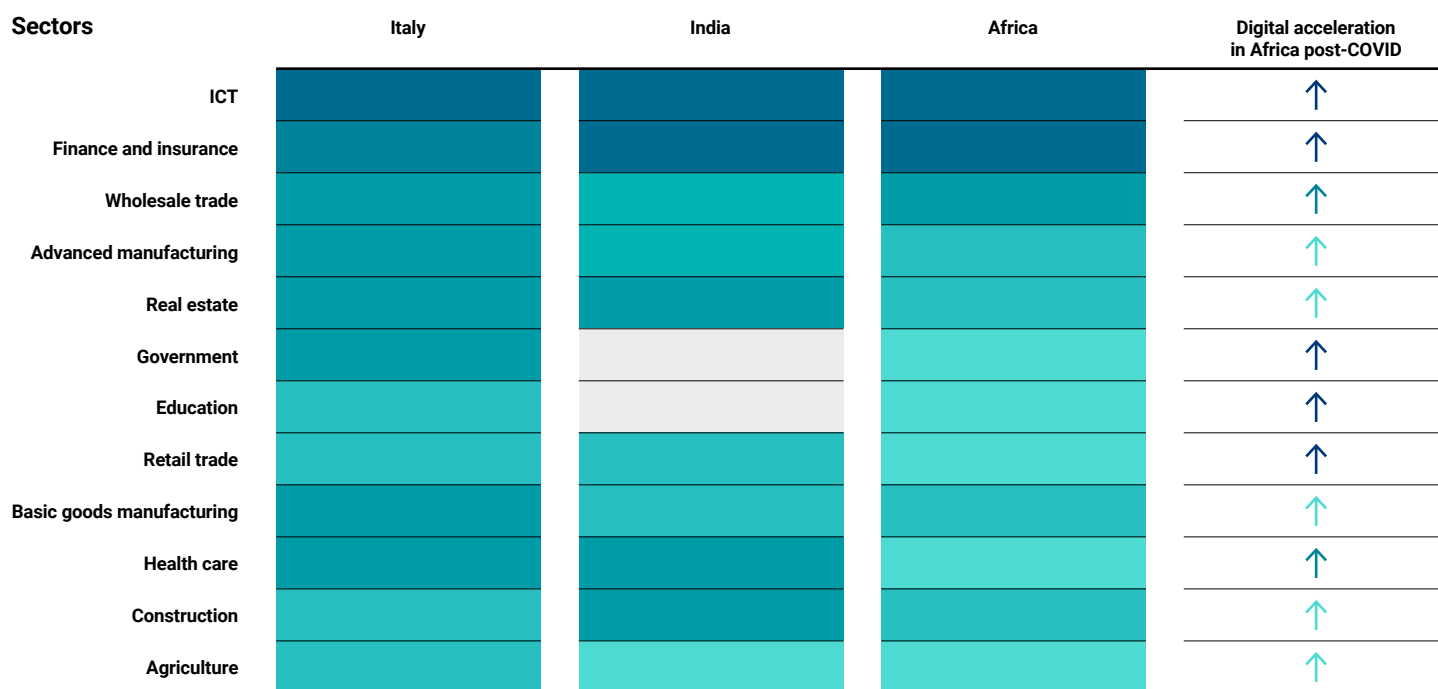 Sectors
Italy
India
Africa
Digital acceleration
in Africa post-COVID
ICT
Finance and insurance
Wholesale trade
Advanced manufacturing
Real estate
Government
Education
Retail trade
Basic goods manufacturing
Health care
Construction
Agriculture